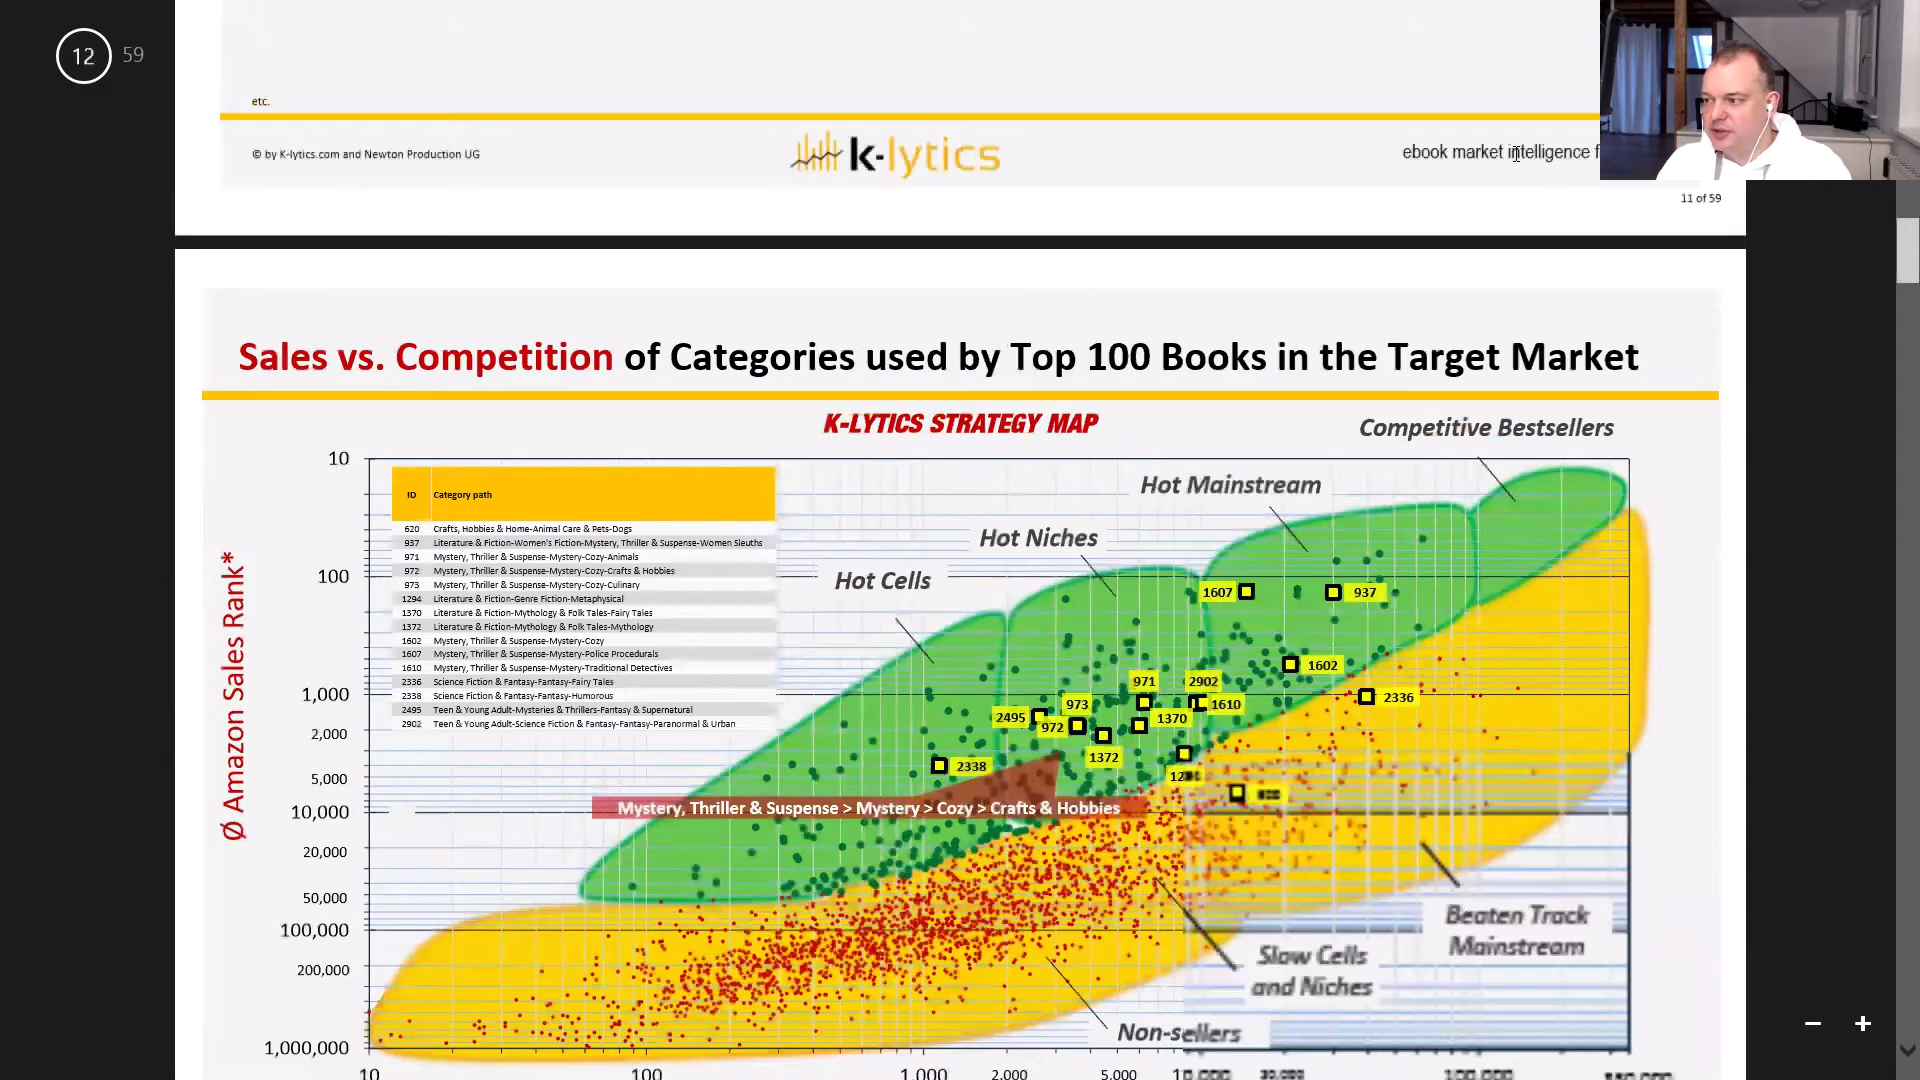 12 59
etc.
© by K-lytics.com and Newton Production UG
k-lytics
ebook market intelligence f
11 of 59
Sales vs. Competition of Categories used by Top 100 Books in the Target Market
K-LYTICS STRATEGY MAP
Competitive Bestsellers
Hot Mainstream
Hot Niches
Hot Cells
Ø Amazon Sales Rank*
10
100
1,000
2,000
5,000
10,000
20,000
50,000
100,000
200,000
1,000,000
ID Category path
620 Crafts, Hobbies & Home-Animal Care & Pets-Dogs
937 Literature & Fiction-Women's Fiction-Mystery, Thriller & Suspense-Women Sleuths
971 Mystery, Thriller & Suspense-Mystery-Cozy-Animals
972 Mystery, Thriller & Suspense-Mystery-Cozy-Crafts & Hobbies
973 Mystery, Thriller & Suspense-Mystery-Cozy-Culinary
1294 Literature & Fiction-Genre Fiction-Metaphysical
1370 Literature & Fiction-Mythology & Folk Tales-Fairy Tales
1372 Literature & Fiction-Mythology & Folk Tales-Mythology
1602 Mystery, Thriller & Suspense-Mystery-Cozy
1607 Mystery, Thriller & Suspense-Mystery-Police Procedurals
1610 Mystery, Thriller & Suspense-Mystery-Traditional Detectives
2336 Science Fiction & Fantasy-Fantasy-Fairy Tales
2338 Science Fiction & Fantasy-Fantasy-Humorous
2495 Teen & Young Adult-Mysteries & Thrillers-Fantasy & Supernatural
2902 Teen & Young Adult-Science Fiction & Fantasy-Fantasy-Paranormal & Urban
1607
937
1602
971
2902
2336
973
1610
2495
1370
972
1372
2338
Mystery, Thriller & Suspense > Mystery > Cozy > Crafts & Hobbies
Beaten Track
Mainstream
Slow Cells
and Niches
Non-sellers
10
100
1,000
2,000
5,000
10,000
100,000